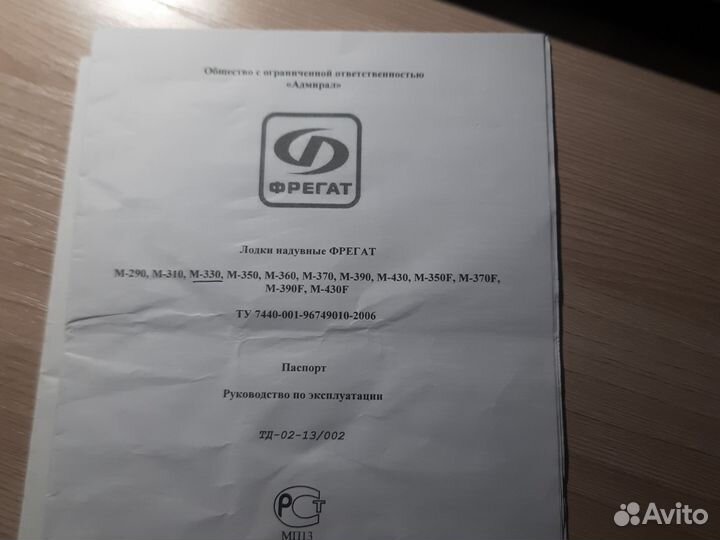 Общество с ограниченной ответственностью
«Адмирал»
ФРЕГАТ
Лодки надувные ФРЕГАТ
М-290, М-310, М-330, М-350, М-360, М-370, М-390, М-430, М-350F, М-370F,
М-390F, М-430F
ТУ 7440-001-96749010-2006
Паспорт
Руководство по эксплуатации
ТД-02-13/002
РСТ
МП13
Avito